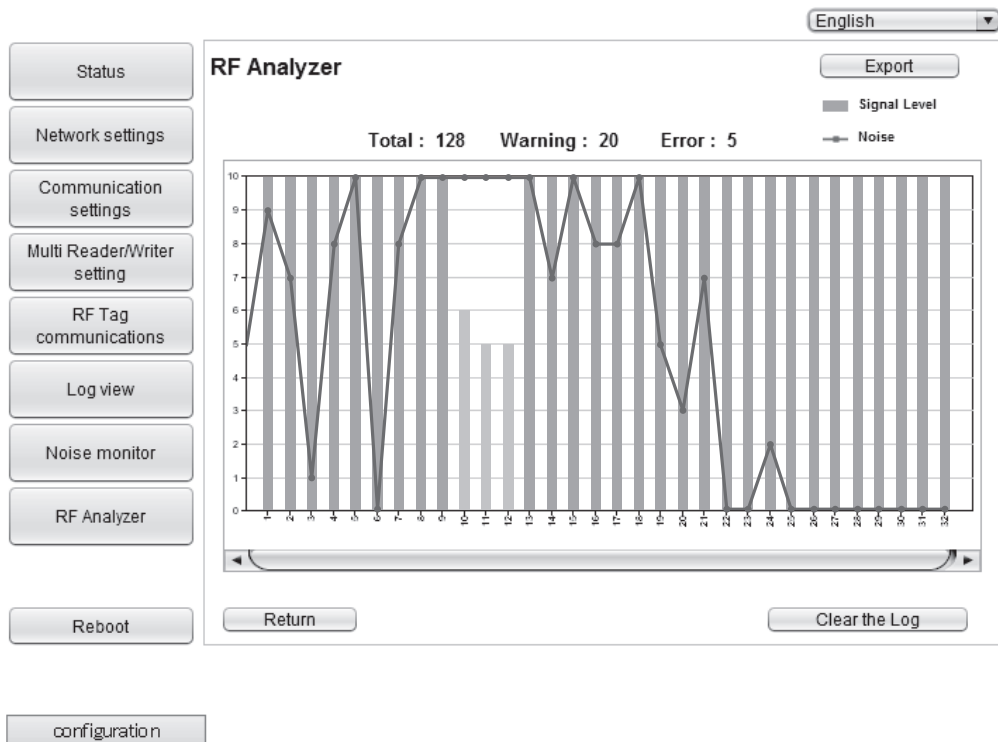 English
Status
Network settings
Communication
settings
Multi Reader/Writer
setting
RF Tag
communications
Log view
Noise monitor
RF Analyzer
Reboot
RF Analyzer
Export
Signal Level
Noise
Total : 128 Warning : 20 Error : 5
10
9
8
7
6
5
4
3
2
1
0
1 2 3 4 5 6 7 8 9 10 11 12 13 14 15 16 17 18 19 20 21 22 23 24 25 26 27 28 29 30 31 32
Return
Clear the Log
configuration